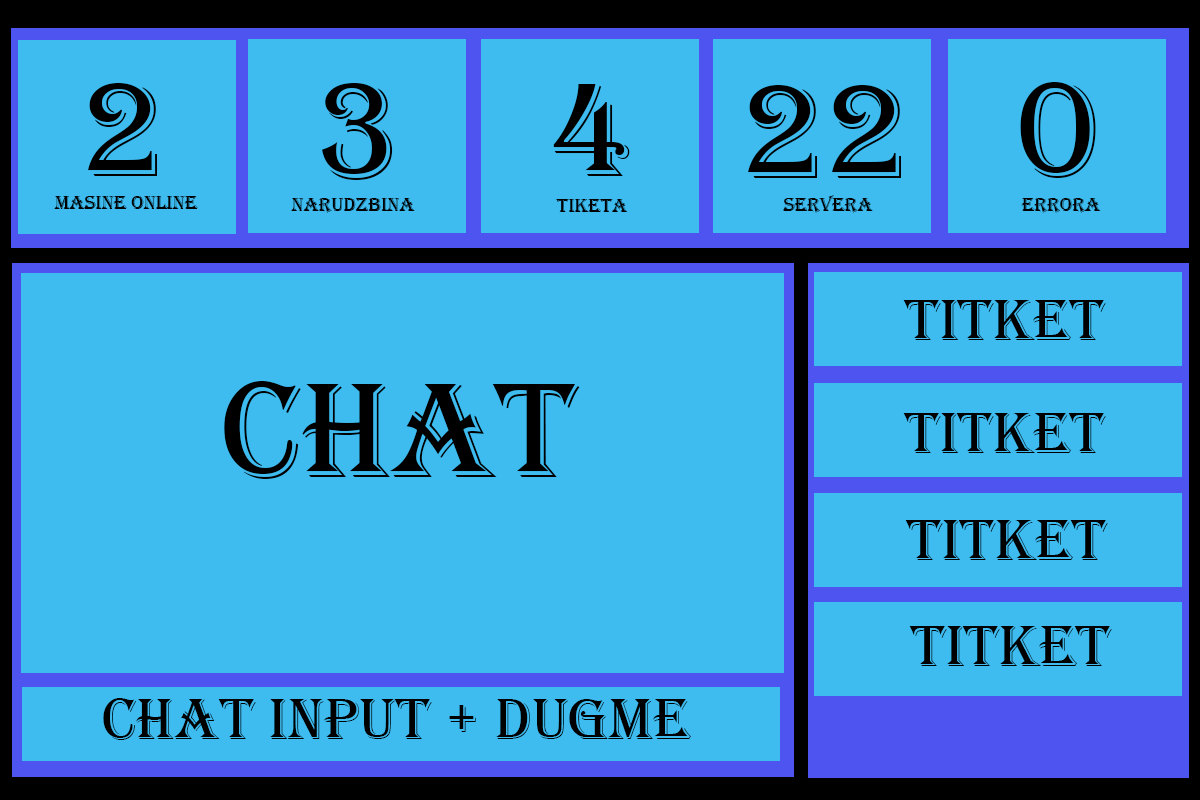 2
MASINE ONLINE
3
NARUDZBINA
4
TIKETA
22
SERVERA
0
ERRORA
CHAT
CHAT INPUT + DUGME
TITKET
TITKET
TITKET
TITKET